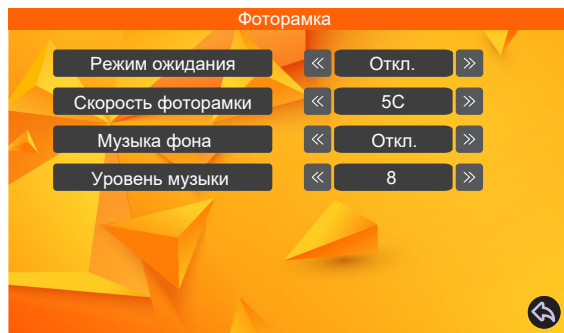 Фоторамка
Режим ожидания « Откл. »
Скорость фоторамки « 5С »
Музыка фона « Откл. »
Уровень музыки « 8 »